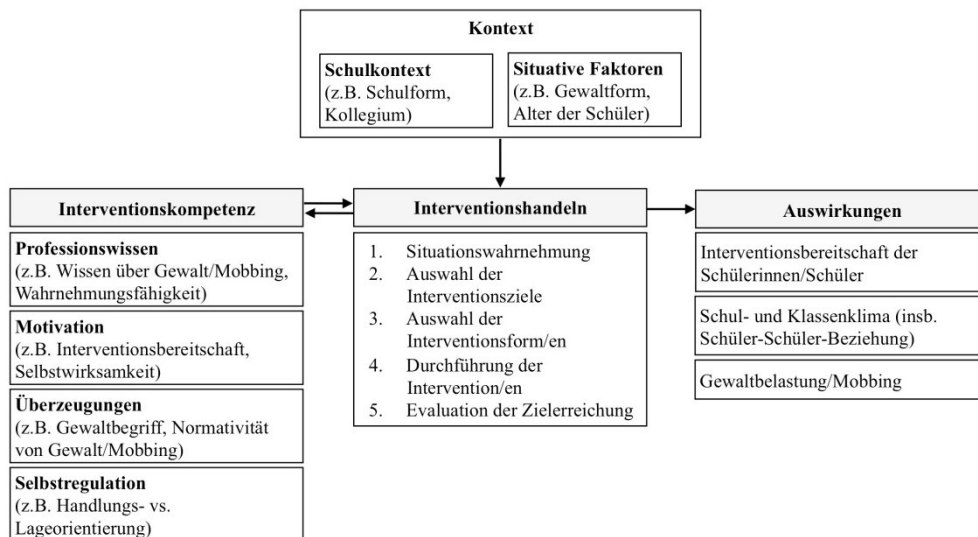 Kontext
Schulkontext
(z.B. Schulform,
Kollegium)
Situative Faktoren
(z.B. Gewaltform,
Alter der Schüler)
Interventionskompetenz
Professionswissen
(z.B. Wissen über Gewalt/Mobbing,
Wahrnehmungsfähigkeit)
Motivation
(z.B. Interventionsbereitschaft,
Selbstwirksamkeit)
Überzeugungen
(z.B. Gewaltbegriff, Normativität
von Gewalt/Mobbing)
Selbstregulation
(z.B. Handlungs- vs.
Lageorientierung)
Interventionshandeln
1. Situationswahrnehmung
2. Auswahl der
Interventionsziele
3. Auswahl der
Interventionsform/en
4. Durchführung der
Intervention/en
5. Evaluation der Zielerreichung
Auswirkungen
Interventionsbereitschaft der
Schülerinnen/Schüler
Schul- und Klassenklima (insb.
Schüler-Schüler-Beziehung)
Gewaltbelastung/Mobbing